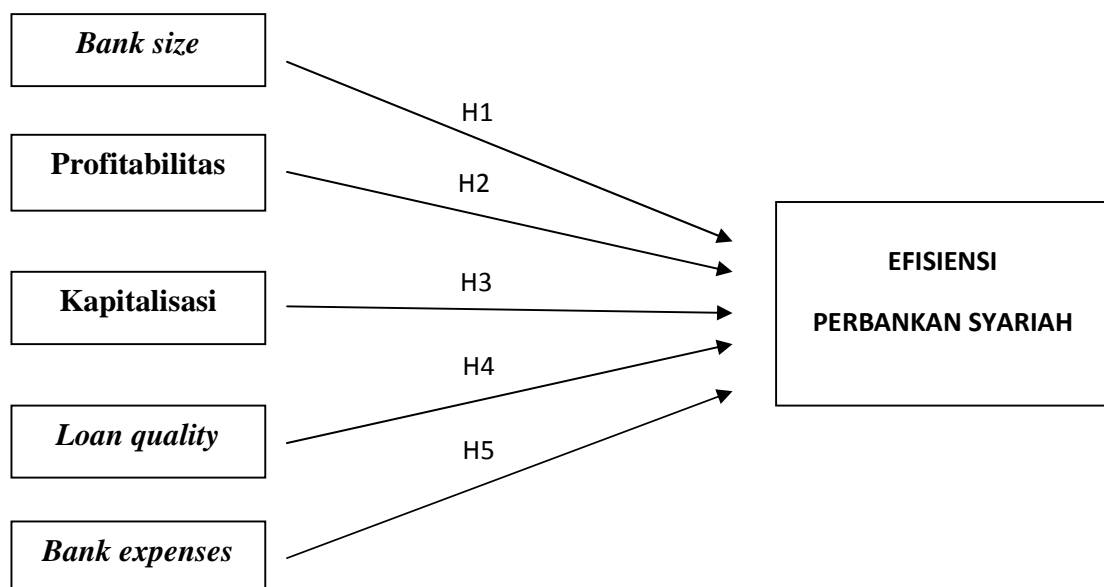 Bank size
H1
Profitabilitas
H2
EFISIENSI
PERBANKAN SYARIAH
Kapitalisasi
H3
H4
Loan quality
H5
Bank expenses